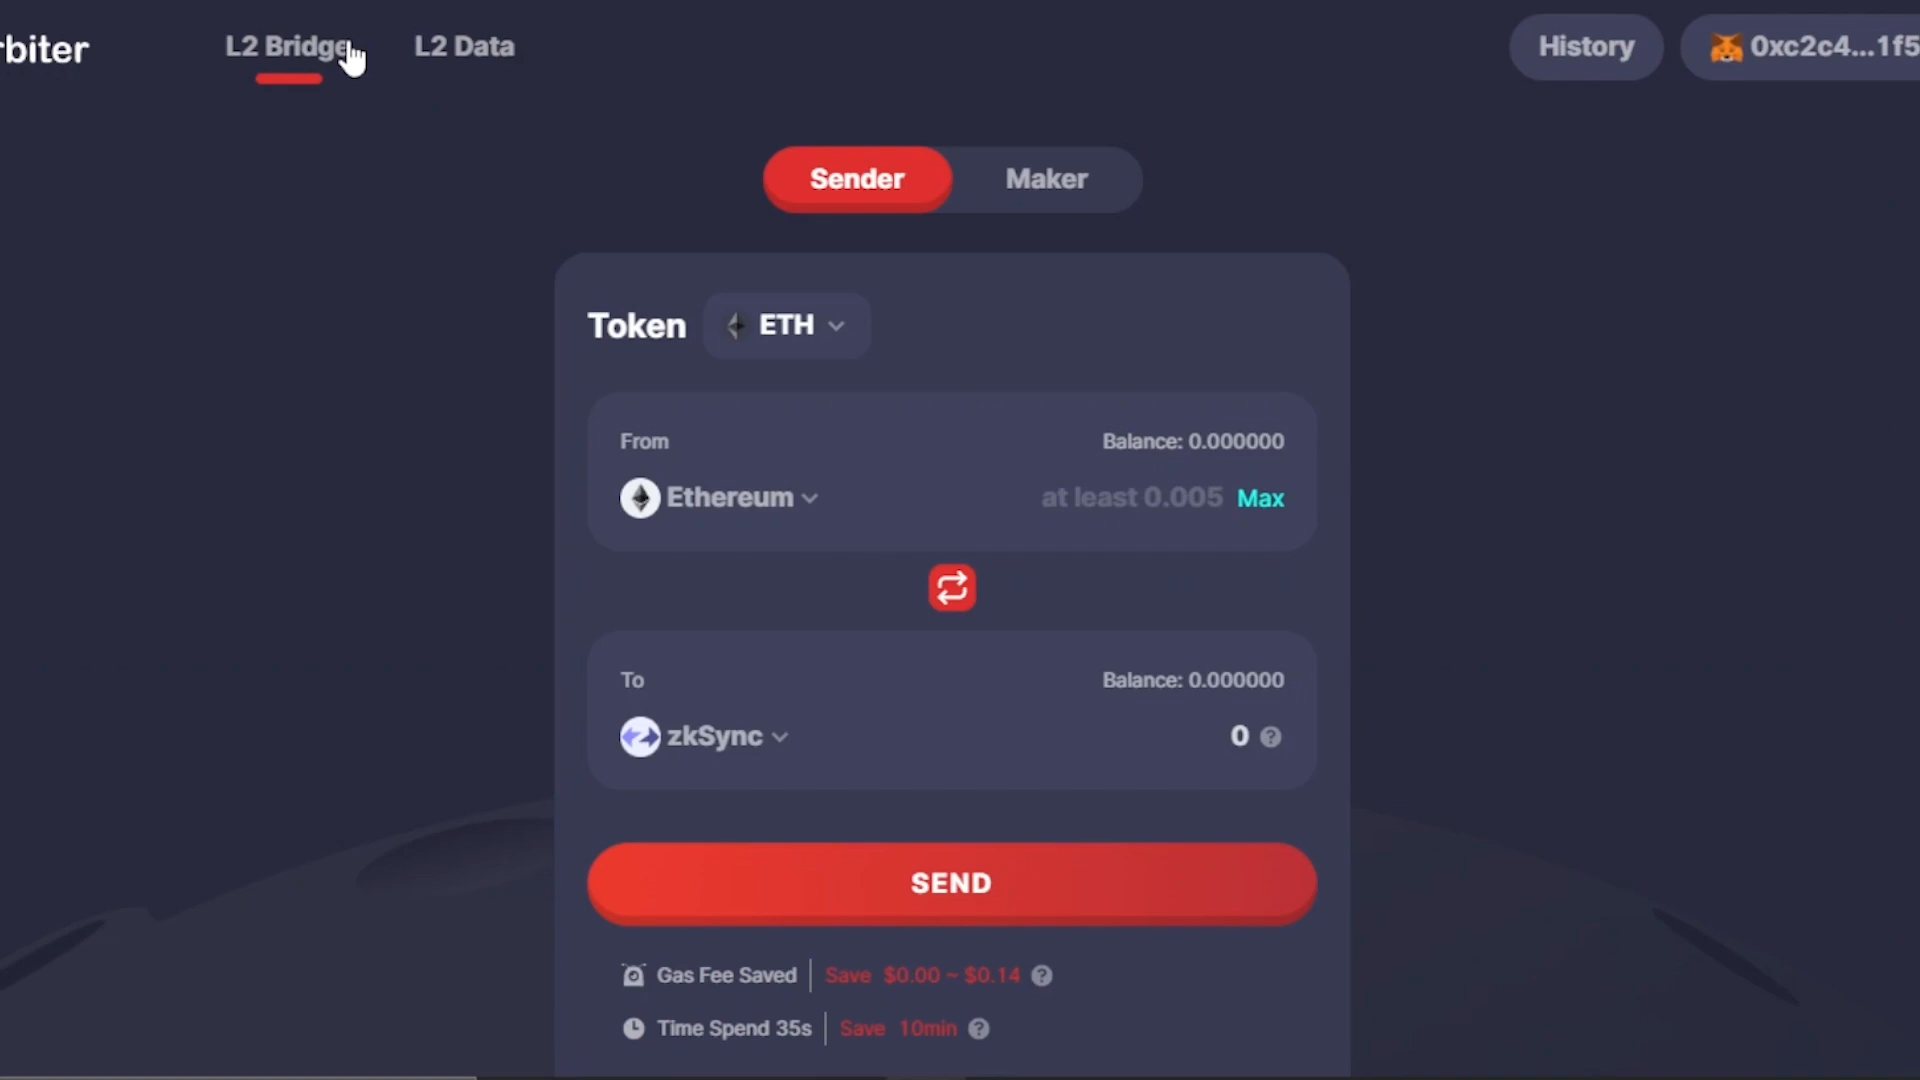 rbiter
L2 Bridge
L2 Data
History
0xc2c4...1f5
Sender
Maker
Token
ETH
From
Balance: 0.000000
Ethereum
at least 0.005
Max
To
Balance: 0.000000
zkSync
0
SEND
Gas Fee Saved
Save $0.00 ~ $0.14
Time Spend 35s
Save 10min